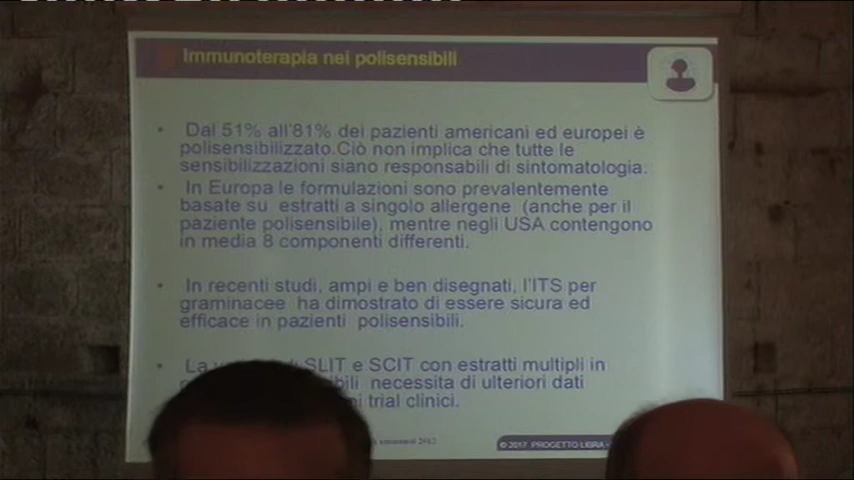 Immunoterapia nei polisensibili
• Dal 51% all'81% dei pazienti americani ed europei è
polisensibilizzato.Ciò non implica che tutte le
sensibilizzazioni siano responsabili di sintomatologia.
• In Europa le formulazioni sono prevalentemente
basate su estratti a singolo allergene (anche per il
paziente polisensibile), mentre negli USA contengono
in media 8 componenti differenti.
• In recenti studi, ampi e ben disegnati, l'ITS per
graminacee ha dimostrato di essere sicura ed
efficace in pazienti polisensibili.
• La SLIT e SCIT con estratti multipli in
necessita di ulteriori dati
trial clinici.
© 2017 PROGETTO LIBRA